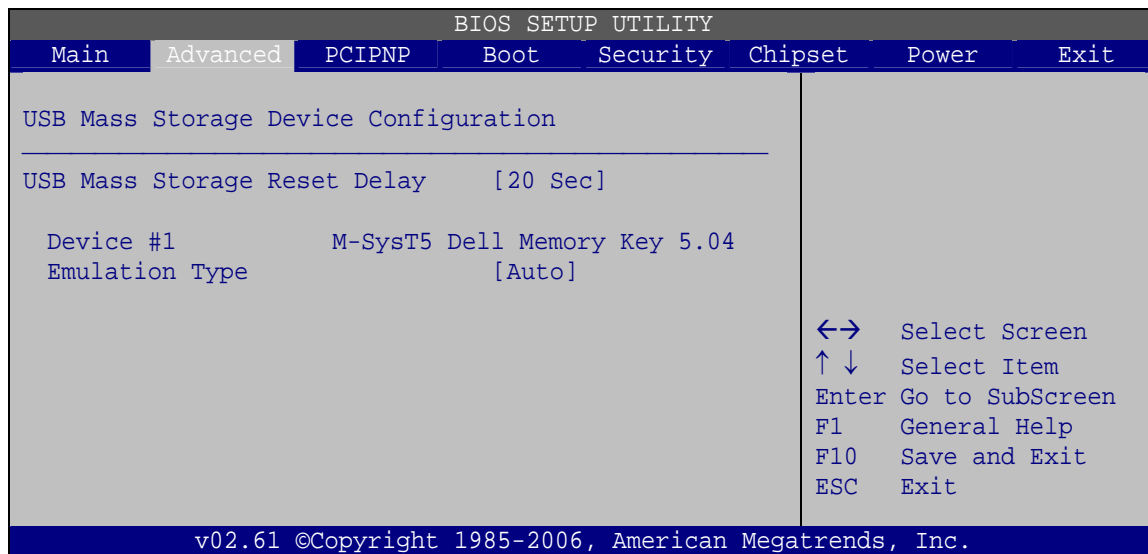 BIOS SETUP UTILITY
Main Advanced PCIPNP Boot Security Chipset Power Exit
USB Mass Storage Device Configuration
USB Mass Storage Reset Delay [20 Sec]
Device #1 M-SysT5 Dell Memory Key 5.04
Emulation Type [Auto]
←→ Select Screen
↑ ↓ Select Item
Enter Go to SubScreen
F1 General Help
F10 Save and Exit
ESC Exit
v02.61 ©Copyright 1985-2006, American Megatrends, Inc.